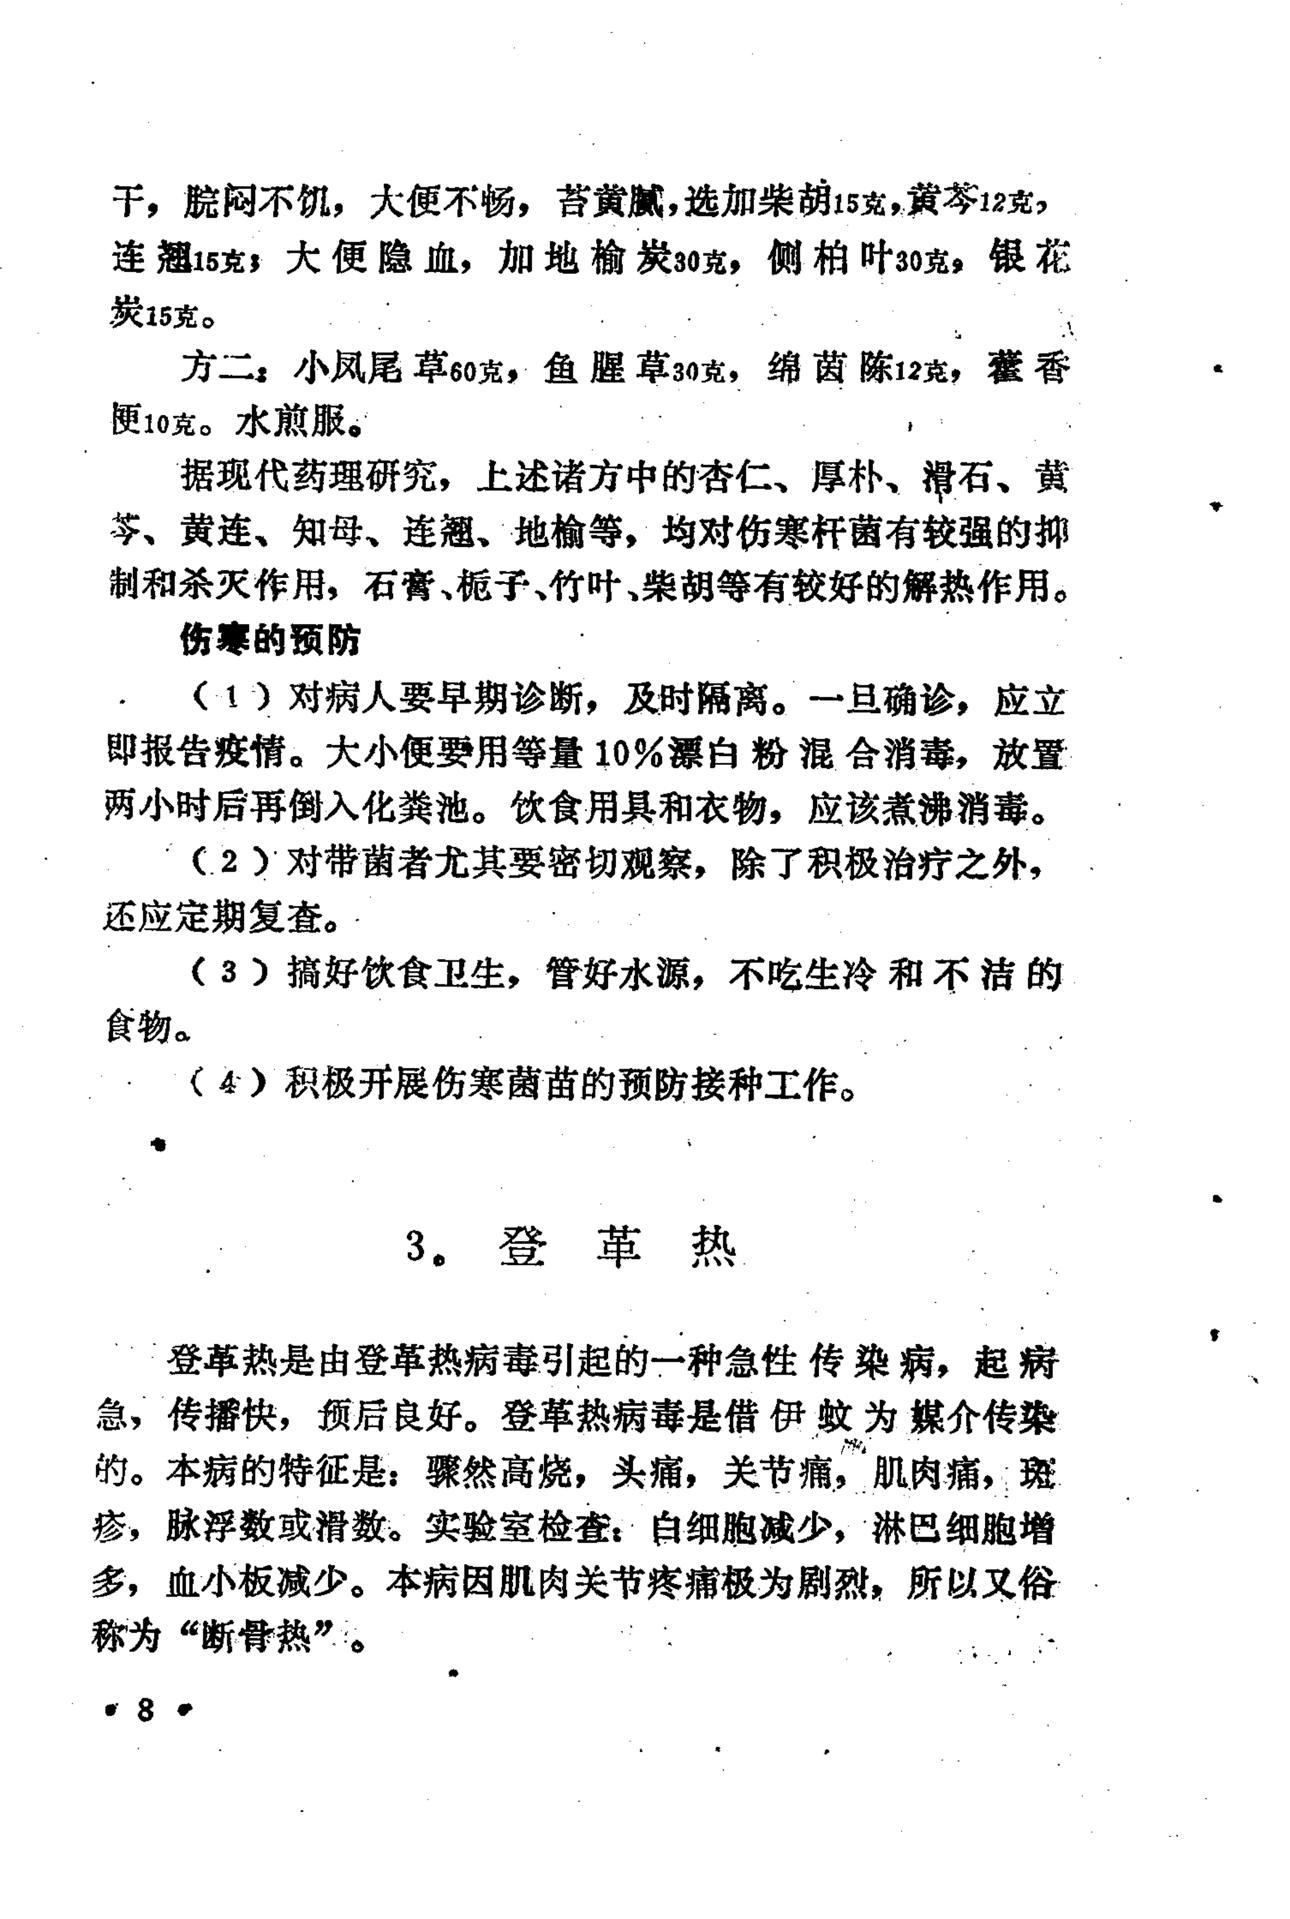 干，脘闷不饥，大便不畅，苔黄腻，选加柴胡15克，黄芩12克，
连翘15克；大便隐血，加地榆炭30克，侧柏叶30克，银花
炭15克。
方二：小凤尾草60克，鱼腥草30克，绵茵陈12克，藿香
便10克。水煎服。
据现代药理研究，上述诸方中的杏仁、厚朴、滑石、黄
芩、黄连、知母、连翘、地榆等，均对伤寒杆菌有较强的抑
制和杀灭作用，石膏、栀子、竹叶、柴胡等有较好的解热作用。
伤寒的预防
（1）对病人要早期诊断，及时隔离。一旦确诊，应立
即报告疫情。大小便要用等量10％漂白粉混合消毒，放置
两小时后再倒入化粪池。饮食用具和衣物，应该煮沸消毒。
（2）对带菌者尤其要密切观察，除了积极治疗之外，
还应定期复查。
（3）搞好饮食卫生，管好水源，不吃生冷和不洁的
食物。
（4）积极开展伤寒菌苗的预防接种工作。
3。登革热
登革热是由登革热病毒引起的一种急性传染病，起病
急，传播快，预后良好。登革热病毒是借伊蚊为媒介传染
的。本病的特征是：骤然高烧，头痛，关节痛，肌肉痛，斑
疹，脉浮数或滑数。实验室检查：白细胞减少，淋巴细胞增
多，血小板减少。本病因肌肉关节疼痛极为剧烈，所以又俗
称为“断骨热”。
• 8 •